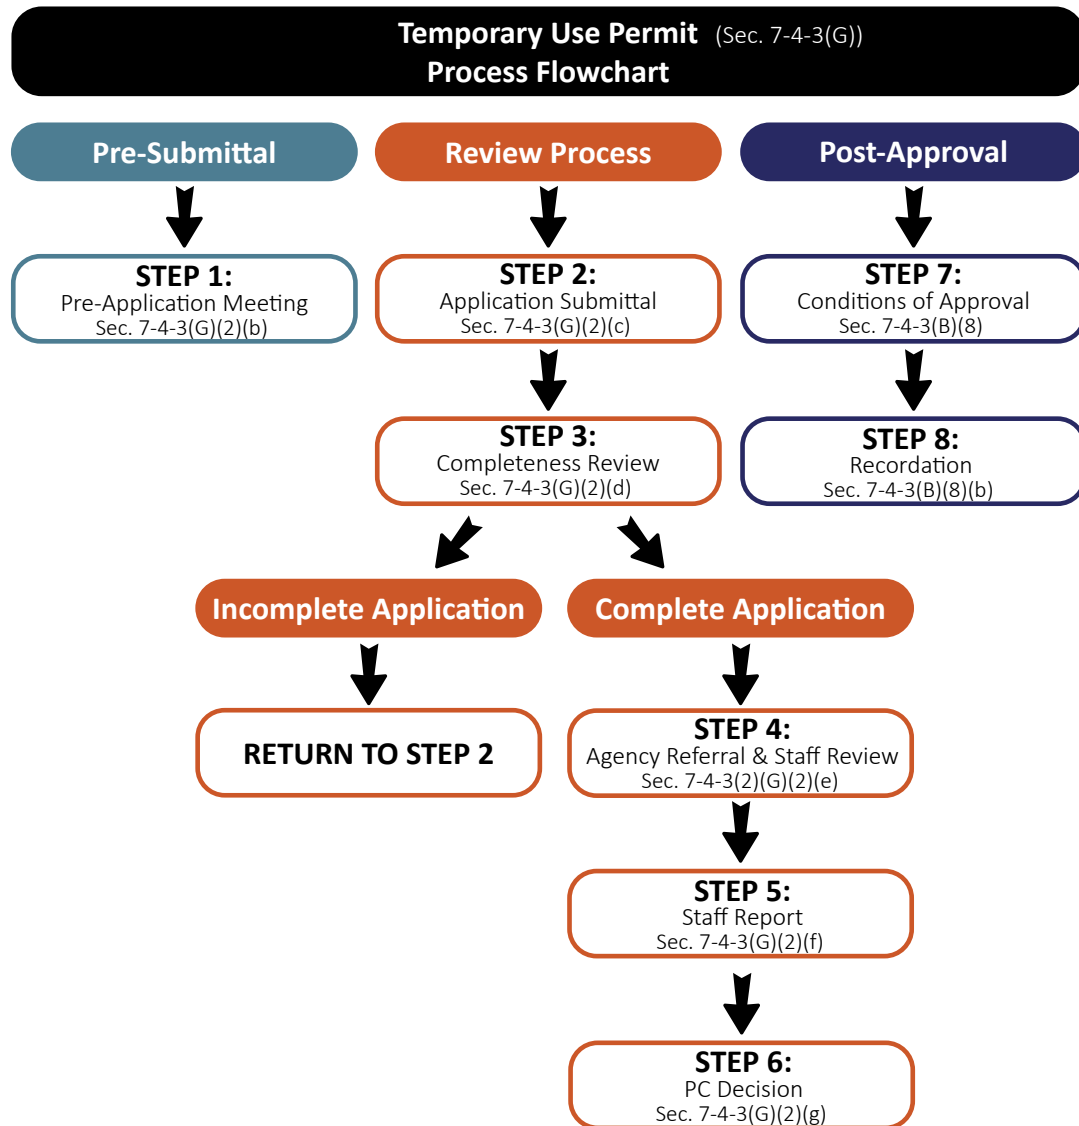 Temporary Use Permit (Sec. 7-4-3(G))
Process Flowchart
Pre-Submittal
Review Process
Post-Approval
STEP 1:
Pre-Application Meeting
Sec. 7-4-3(G)(2)(b)
STEP 2:
Application Submittal
Sec. 7-4-3(G)(2)(c)
STEP 7:
Conditions of Approval
Sec. 7-4-3(B)(8)
STEP 3:
Completeness Review
Sec. 7-4-3(G)(2)(d)
STEP 8:
Recordation
Sec. 7-4-3(B)(8)(b)
Incomplete Application
Complete Application
RETURN TO STEP 2
STEP 4:
Agency Referral & Staff Review
Sec. 7-4-3(2)(G)(2)(e)
STEP 5:
Staff Report
Sec. 7-4-3(G)(2)(f)
STEP 6:
PC Decision
Sec. 7-4-3(G)(2)(g)